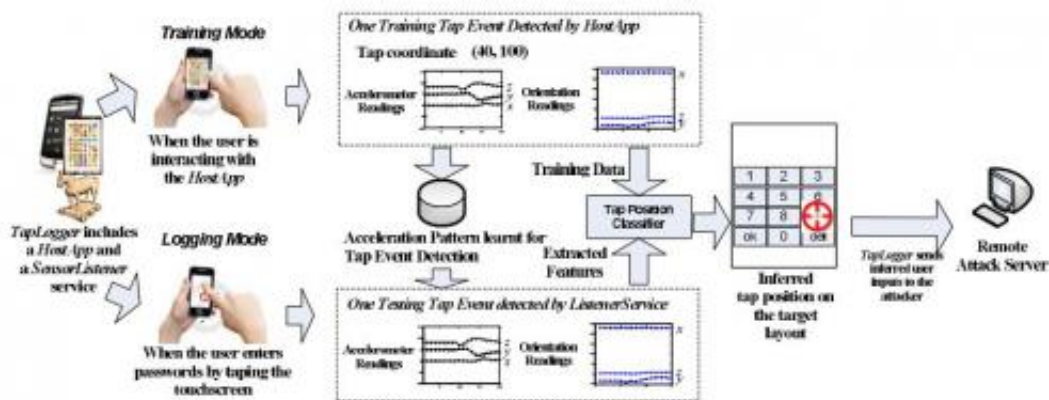 Training Mode
When the user is
interacting with
the HostApp
TapLogger includes
a HostApp and
a SensorListener
service
Logging Mode
When the user enters
passwords by taping the
touchscreen
One Training Tap Event Detected by HostApp
Tap coordinate (40, 100)
Accelerometer
Readings
Orientation
Readings
Training Data
Acceleration Pattern learnt for
Tap Event Detection
Extracted
Features
Tap Position
Classifier
One Testing Tap Event detected by ListenerService
Accelerometer
Readings
Orientation
Readings
1 2 3
4 5 6
7 8
ok 0 del
Inferred
tap position on
the target
layout
TapLogger sends
inferred user
inputs to the
attacker
Remote
Attack Server